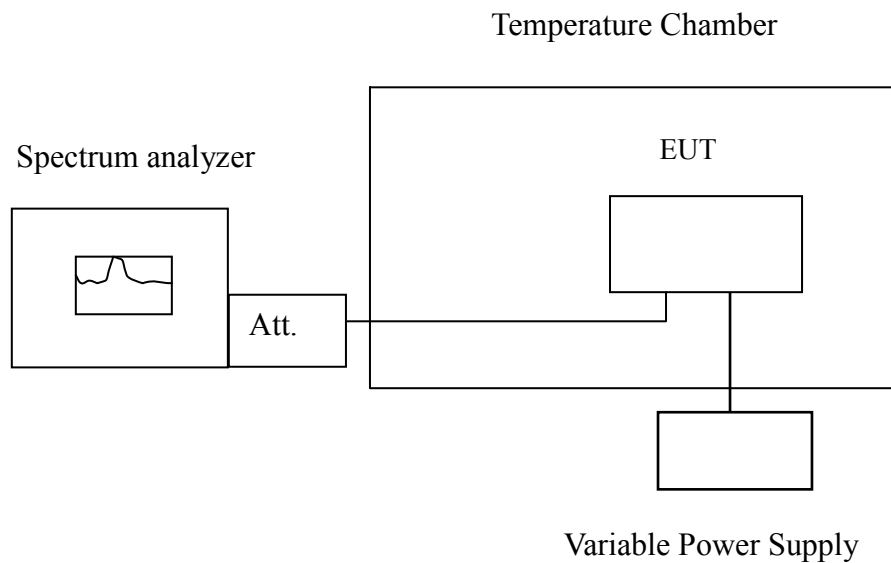 Temperature Chamber
Spectrum analyzer
EUT
Att.
Variable Power Supply